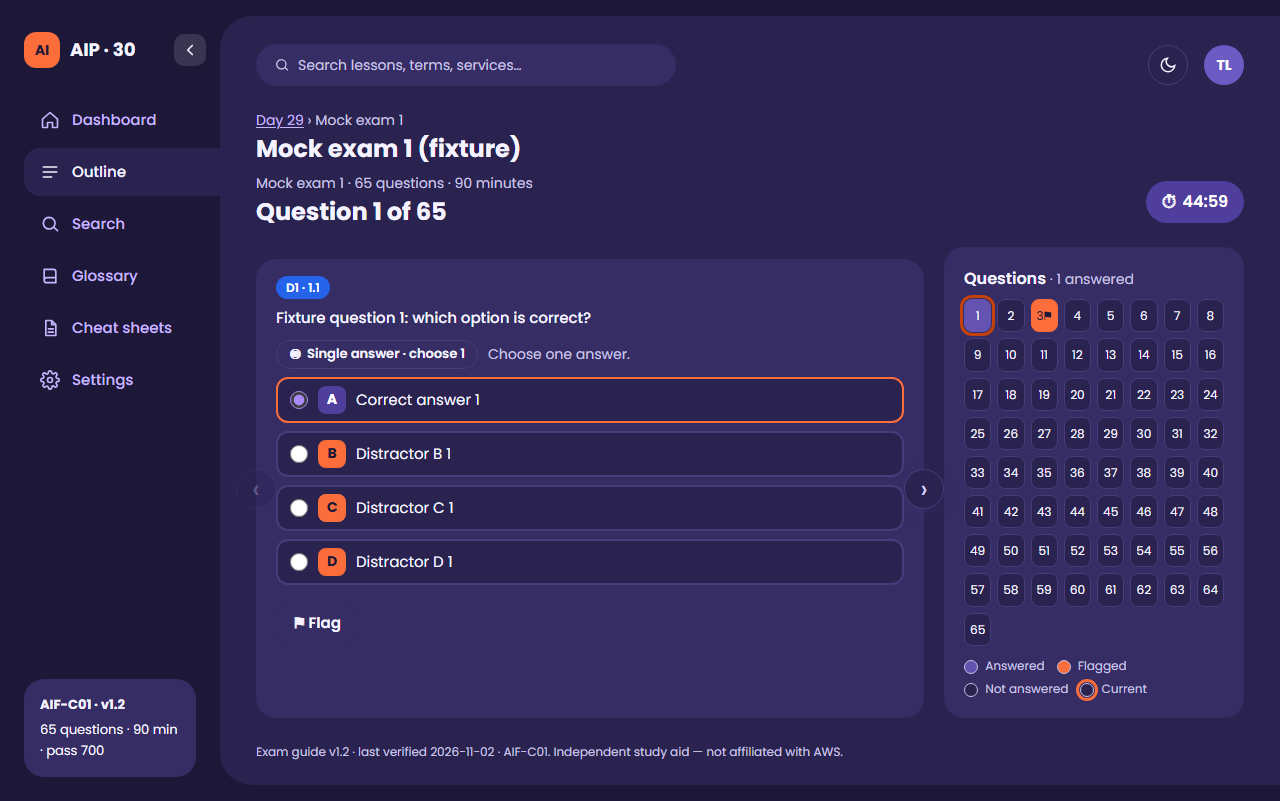 AI AIP · 30
Search lessons, terms, services…
TL
Dashboard
Outline
Search
Glossary
Cheat sheets
Settings
AIF-C01 · v1.2
65 questions · 90 min
· pass 700
Day 29 › Mock exam 1
Mock exam 1 (fixture)
Mock exam 1 · 65 questions · 90 minutes
Question 1 of 65
44:59
D1 · 1.1
Fixture question 1: which option is correct?
Single answer · choose 1 Choose one answer.
A Correct answer 1
B Distractor B 1
C Distractor C 1
D Distractor D 1
Flag
Questions · 1 answered
1 2 3 4 5 6 7 8
9 10 11 12 13 14 15 16
17 18 19 20 21 22 23 24
25 26 27 28 29 30 31 32
33 34 35 36 37 38 39 40
41 42 43 44 45 46 47 48
49 50 51 52 53 54 55 56
57 58 59 60 61 62 63 64
65
Answered Flagged
Not answered Current
Exam guide v1.2 · last verified 2026-11-02 · AIF-C01. Independent study aid — not affiliated with AWS.